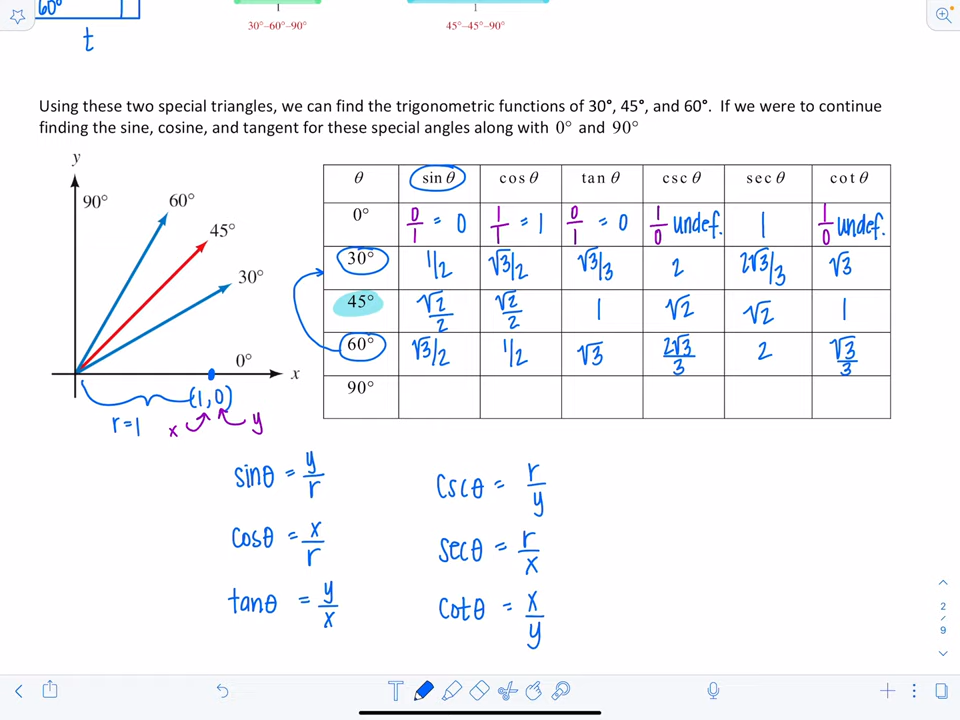 60°
t
30°–60°–90°
45°–45°–90°
Using these two special triangles, we can find the trigonometric functions of 30°, 45°, and 60°. If we were to continue
finding the sine, cosine, and tangent for these special angles along with 0° and 90°
y
90°
60°
45°
30°
0°
x
(1,0)
r=1
x
y
θ sin θ cos θ tan θ csc θ sec θ cot θ
0° 0/1 = 0 1/1 = 1 0/1 = 0 1/0 undef. 1 1/0 undef.
30° 1/2 √3/2 √3/3 2 2√3/3 √3
45° √2/2 √2/2 1 √2 √2 1
60° √3/2 1/2 √3 2√3/3 2 √3/3
90°
sinθ = y/r
cscθ = r/y
cosθ = x/r
secθ = r/x
tanθ = y/x
cotθ = x/y
2
/
9
T